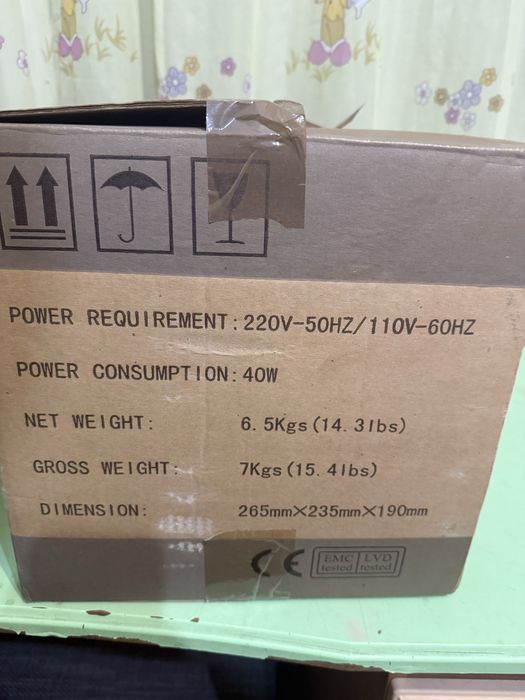 POWER REQUIREMENT: 220V-50HZ/110V-60HZ
POWER CONSUMPTION: 40W
NET WEIGHT: 6.5Kgs(14.3lbs)
GROSS WEIGHT: 7Kgs(15.4lbs)
DIMENSION: 265mm×235mm×190mm
CE EMC LVD
tested tested